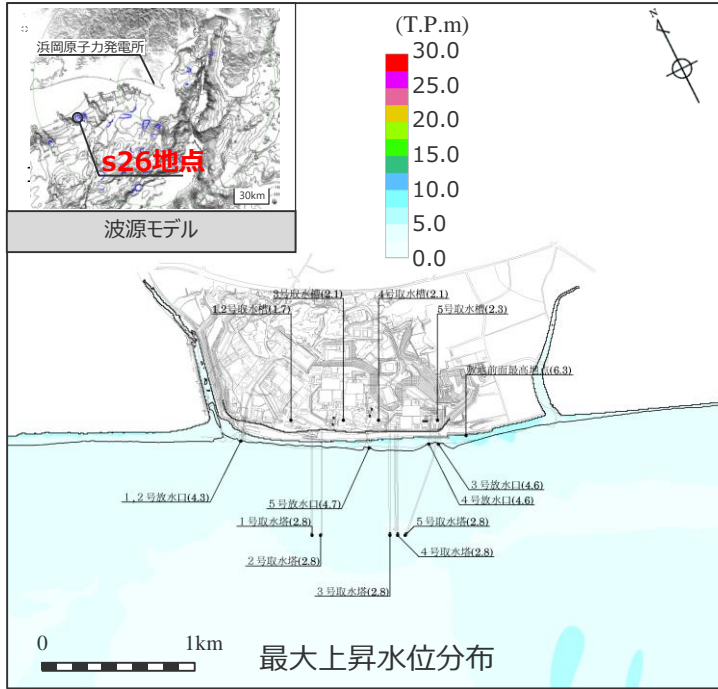 浜岡原子力発電所
s26地点
30km
波源モデル
(T.P.m)
30.0
25.0
20.0
15.0
10.0
5.0
0.0
N
3号取水槽(2.1)
4号取水槽(2.1)
1,2号取水槽(1.7)
5号取水槽(2.3)
敷地前面最高地点(6.3)
3号放水口(4.6)
1,2号放水口(4.3)
5号放水口(4.7)
4号放水口(4.6)
1号取水塔(2.8)
5号取水塔(2.8)
2号取水塔(2.8)
4号取水塔(2.8)
3号取水塔(2.8)
0
1km
最大上昇水位分布